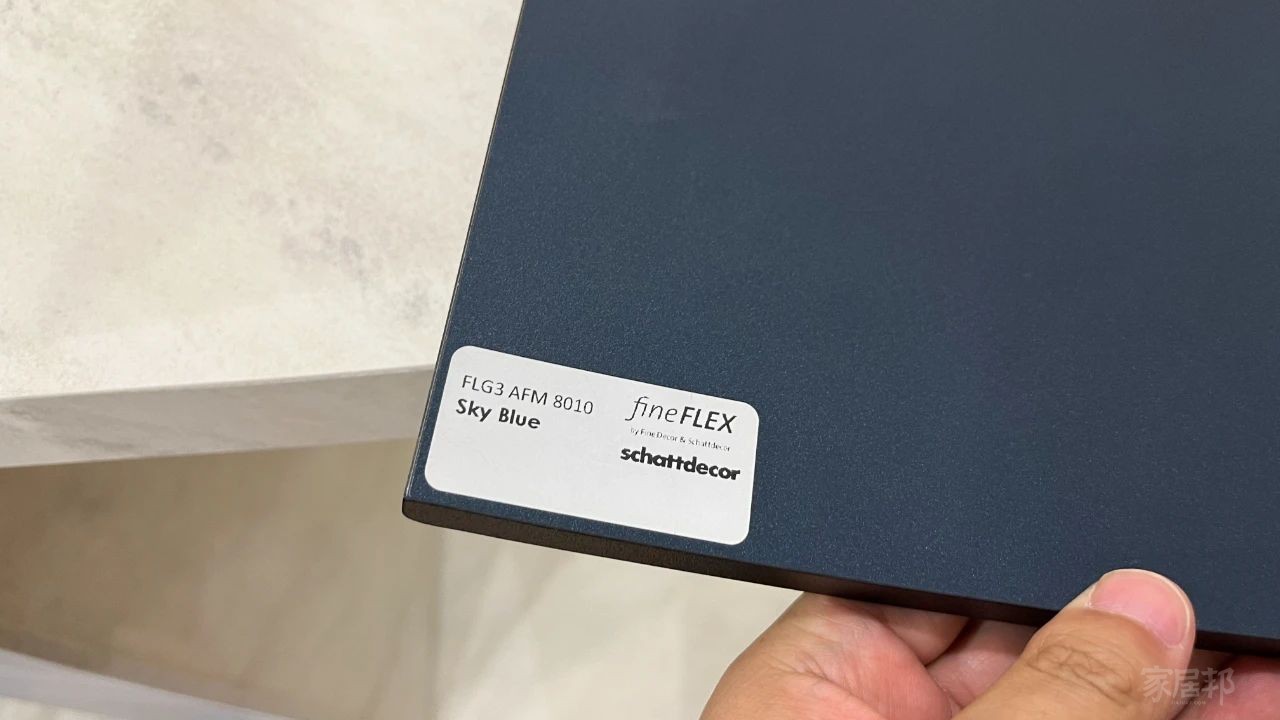 FLG3 AFM 8010
Sky Blue
fineFLEX
by Fine Decor & Schattdecor
schattdecor
家居邦